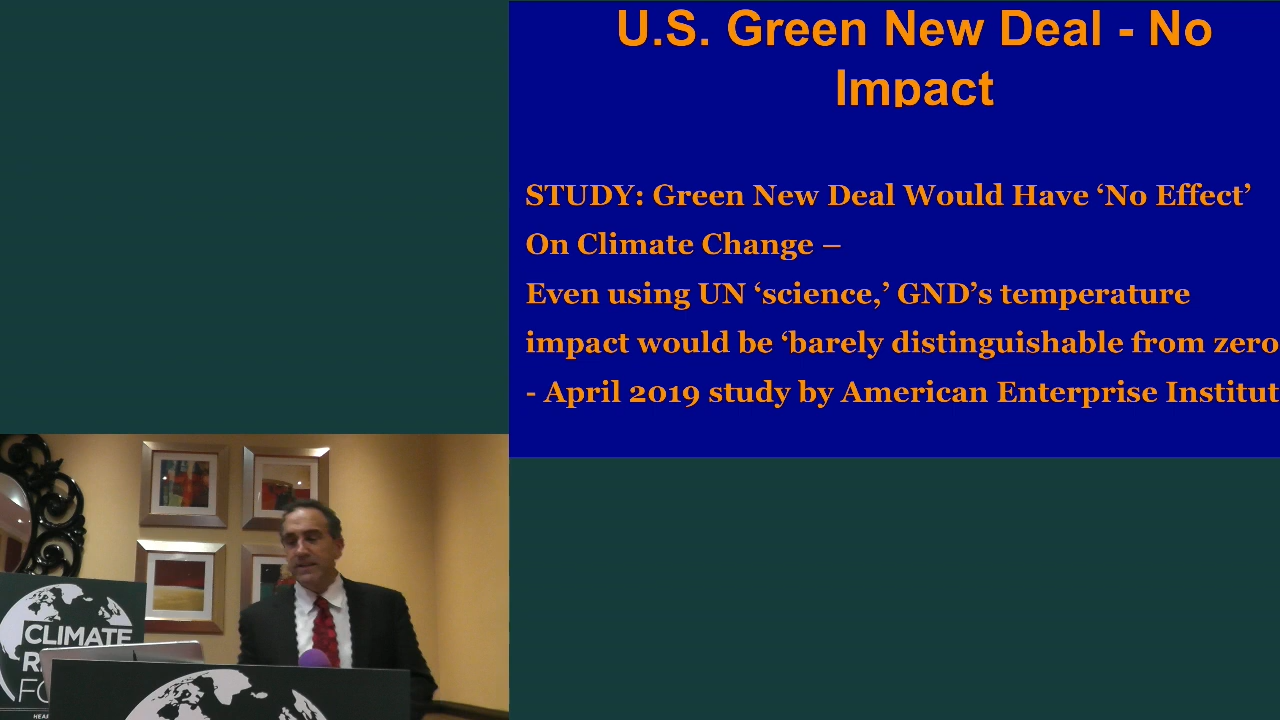 U.S. Green New Deal - No
Impact
STUDY: Green New Deal Would Have ‘No Effect’
On Climate Change –
Even using UN ‘science,’ GND’s temperature
impact would be ‘barely distinguishable from zero
- April 2019 study by American Enterprise Institut
CLIMATE